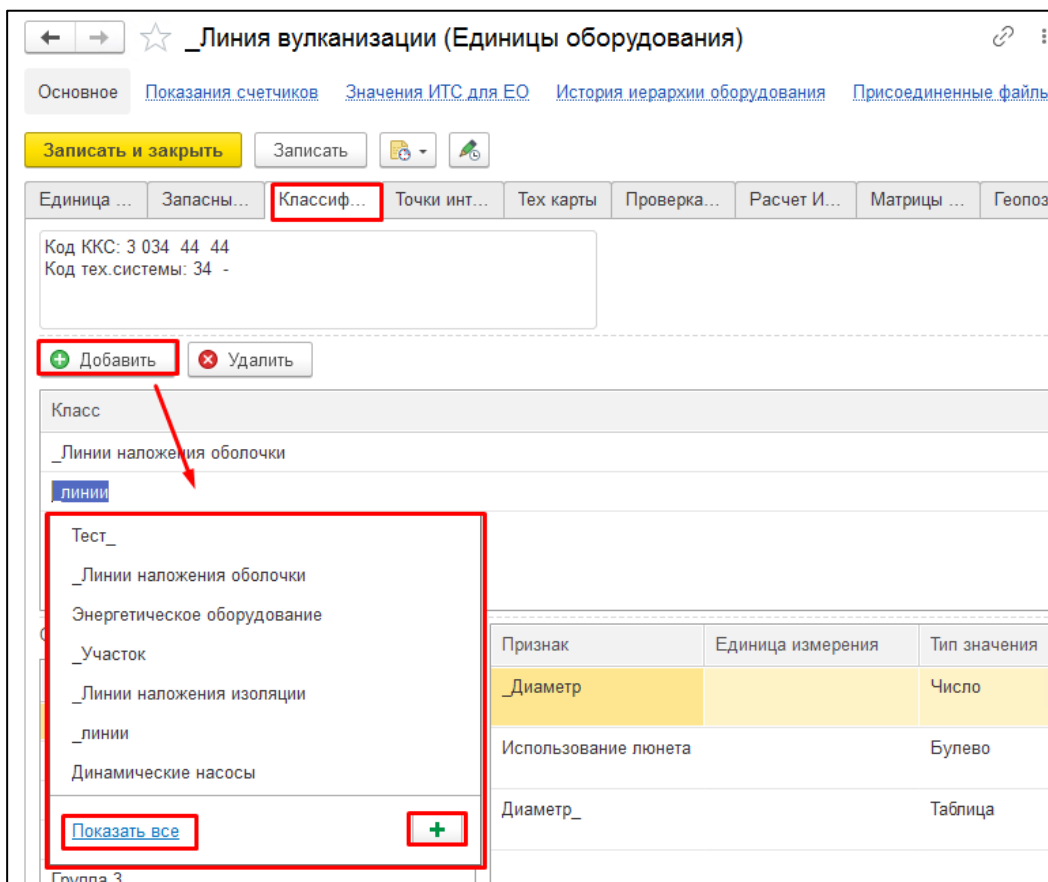 _Линия вулканизации (Единицы оборудования)
Основное Показания счетчиков Значения ИТС для ЕО История иерархии оборудования Присоединенные файлы
Записать и закрыть Записать
Единица ... Запасны... Классиф... Точки инт... Тех карты Проверка... Расчет И... Матрицы ... Геопоз
Код ККС: 3 034 44 44
Код тех.системы: 34 -
Добавить Удалить
Класс
_Линии наложения оболочки
_линии
Тест_
_Линии наложения оболочки
Энергетическое оборудование
_Участок
_Линии наложения изоляции
_линии
Динамические насосы
Показать все
Группа 3
Признак Единица измерения Тип значения
_Диаметр Число
Использование люнета Булево
Диаметр_ Таблица